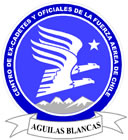 CENTRO DE EX-CADETES Y OFICIALES DE LA FUERZA AEREA DE CHILE
AGUILAS BLANCAS